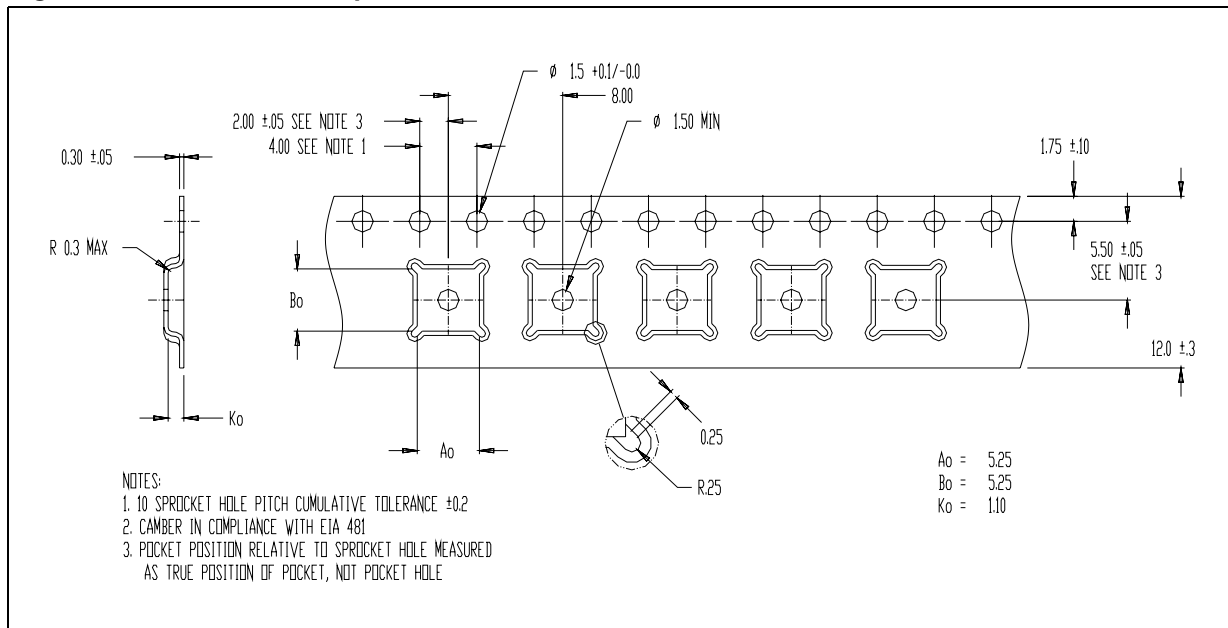 ø 1.5 +0.1/-0.0
8.00
2.00 ±.05 SEE NOTE 3
ø 1.50 MIN
4.00 SEE NOTE 1
1.75 ±.10
0.30 ±.05
R 0.3 MAX
5.50 ±.05
SEE NOTE 3
Bo
12.0 ±.3
Ko
Ao
0.25
R.25
Ao = 5.25
Bo = 5.25
Ko = 1.10
NOTES:
1. 10 SPROCKET HOLE PITCH CUMULATIVE TOLERANCE ±0.2
2. CAMBER IN COMPLIANCE WITH EIA 481
3. POCKET POSITION RELATIVE TO SPROCKET HOLE MEASURED
AS TRUE POSITION OF POCKET, NOT POCKET HOLE